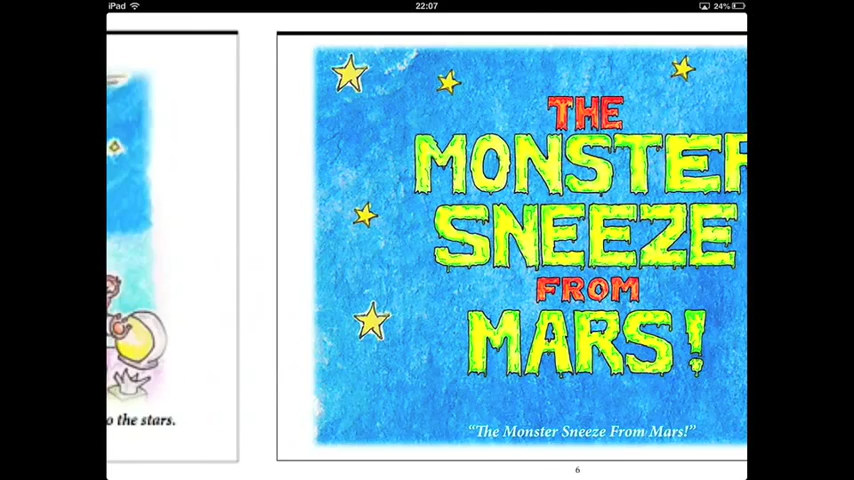 iPad
22:07
24%
THE
MONSTER
SNEEZE
FROM
MARS!
"The Monster Sneeze From Mars!"
6
o the stars.